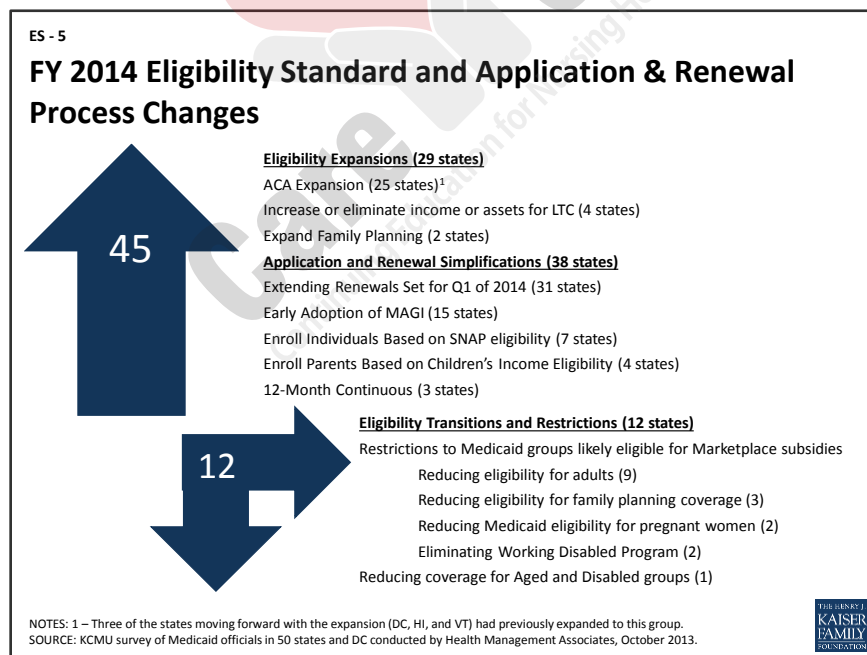 ES - 5
FY 2014 Eligibility Standard and Application & Renewal
Process Changes
45
Eligibility Expansions (29 states)
ACA Expansion (25 states)1
Increase or eliminate income or assets for LTC (4 states)
Expand Family Planning (2 states)
Application and Renewal Simplifications (38 states)
Extending Renewals Set for Q1 of 2014 (31 states)
Early Adoption of MAGI (15 states)
Enroll Individuals Based on SNAP eligibility (7 states)
Enroll Parents Based on Children's Income Eligibility (4 states)
12-Month Continuous (3 states)
12
Eligibility Transitions and Restrictions (12 states)
Restrictions to Medicaid groups likely eligible for Marketplace subsidies
Reducing eligibility for adults (9)
Reducing eligibility for family planning coverage (3)
Reducing Medicaid eligibility for pregnant women (2)
Eliminating Working Disabled Program (2)
Reducing coverage for Aged and Disabled groups (1)
NOTES: 1 – Three of the states moving forward with the expansion (DC, HI, and VT) had previously expanded to this group.
SOURCE: KCMU survey of Medicaid officials in 50 states and DC conducted by Health Management Associates, October 2013.
THE HENRY J.
KAISER
FAMILY
FOUNDATION
Care
Continuing Education for Nursing